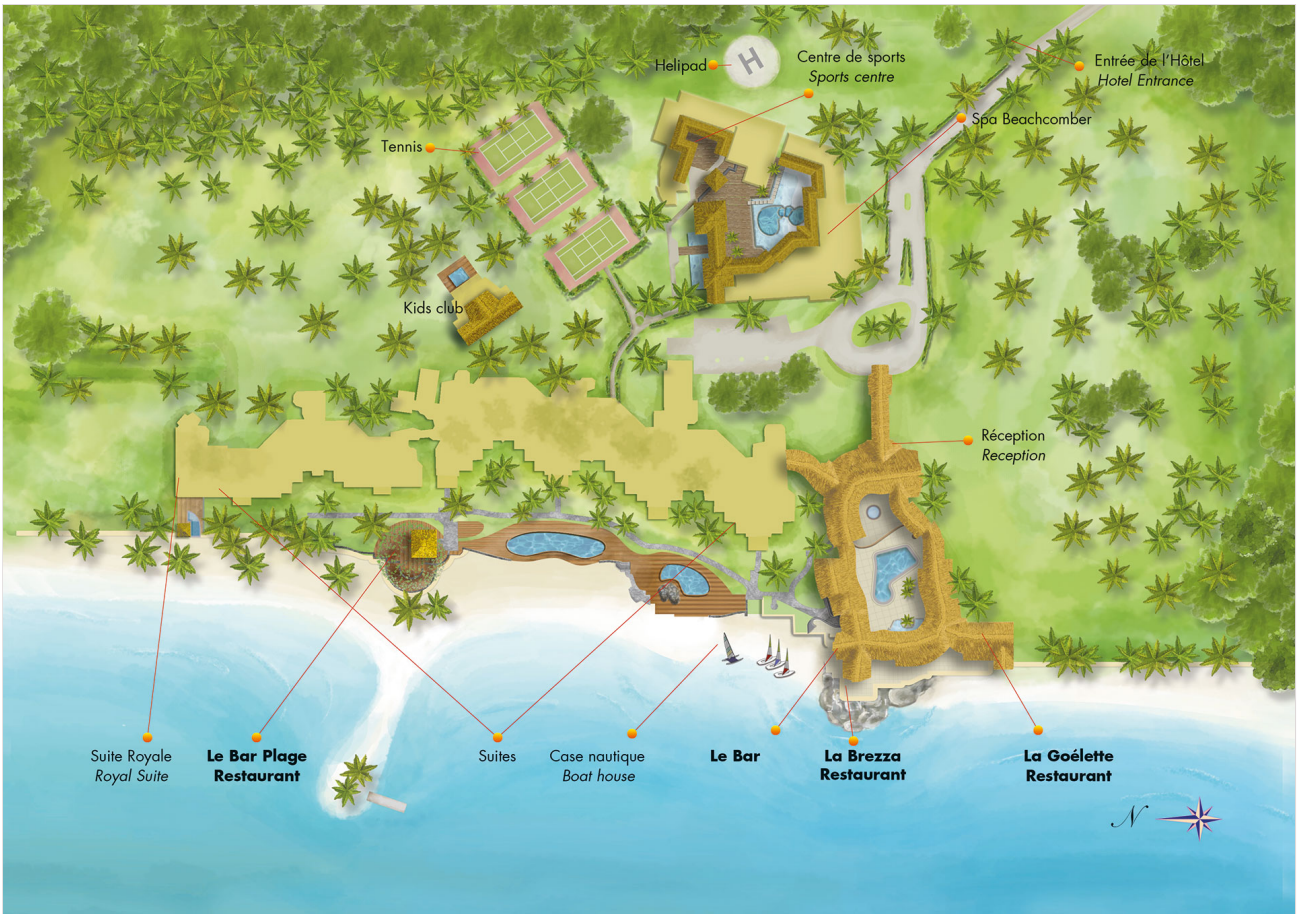 Helipad
H
Centre de sports
Sports centre
Entrée de l'Hôtel
Hotel Entrance
Spa Beachcomber
Tennis
Kids club
Réception
Reception
Suite Royale
Royal Suite
Le Bar Plage
Restaurant
Suites
Case nautique
Boat house
Le Bar
La Brezza
Restaurant
La Goélette
Restaurant
N